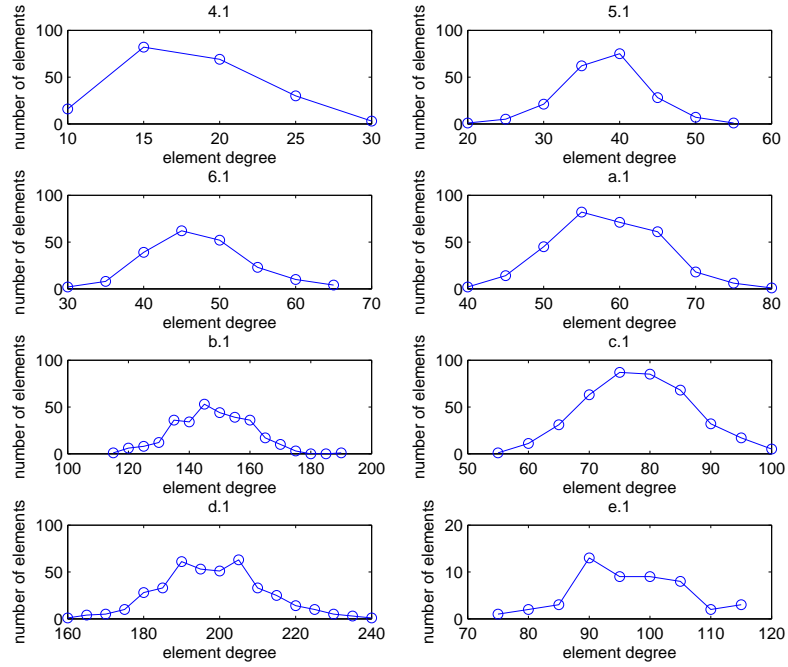 4.1
100
50
0
10 15 20 25 30
element degree
number of elements
5.1
100
50
0
20 30 40 50 60
element degree
number of elements
6.1
100
50
0
30 40 50 60 70
element degree
number of elements
a.1
100
50
0
40 50 60 70 80
element degree
number of elements
b.1
100
50
0
100 120 140 160 180 200
element degree
number of elements
c.1
100
50
0
50 60 70 80 90 100
element degree
number of elements
d.1
100
50
0
160 180 200 220 240
element degree
number of elements
e.1
20
10
0
70 80 90 100 110 120
element degree
number of elements